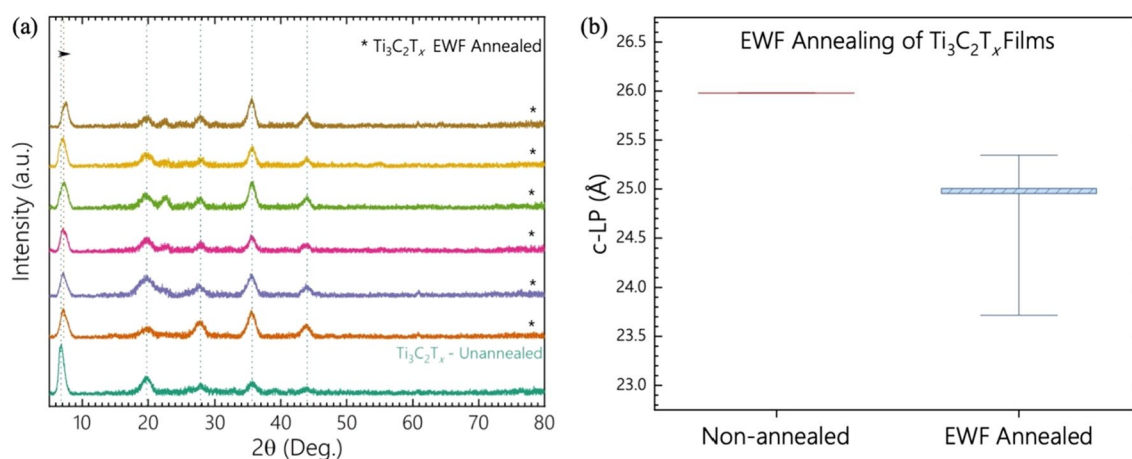 (a)
* Ti₃C₂Tₓ EWF Annealed
*
*
*
*
*
*
Ti₃C₂Tₓ - Unannealed
Intensity (a.u.)
10 20 30 40 50 60 70 80
2θ (Deg.)
(b)
EWF Annealing of Ti₃C₂Tₓ Films
26.5
26.0
25.5
25.0
24.5
24.0
23.5
23.0
c-LP (Å)
Non-annealed EWF Annealed